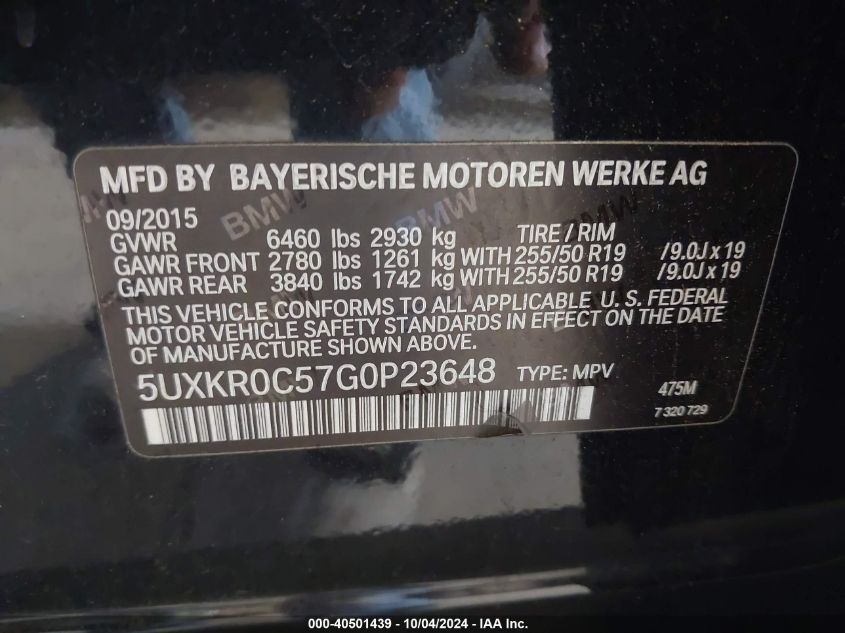 MFD BY BAYERISCHE MOTOREN WERKE AG
09/2015
GVWR 6460 lbs 2930 kg TIRE / RIM
GAWR FRONT 2780 lbs 1261 kg WITH 255/50 R19 /9.0J x 19
GAWR REAR 3840 lbs 1742 kg WITH 255/50 R19 /9.0J x 19
THIS VEHICLE CONFORMS TO ALL APPLICABLE U. S. FEDERAL
MOTOR VEHICLE SAFETY STANDARDS IN EFFECT ON THE DATE
OF MANUFACTURE SHOWN ABOVE.
5UXKR0C57G0P23648 TYPE: MPV 475M
7 320 729
BMW
BMW
000-40501439 - 10/04/2024 - IAA Inc.